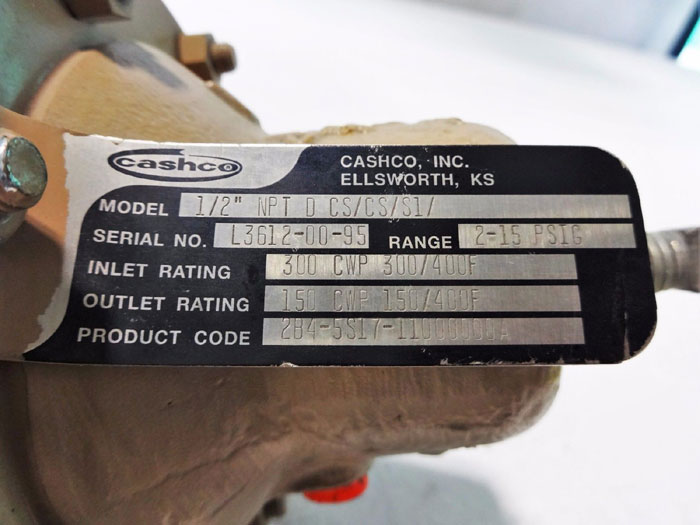 cashco
CASHCO, INC.
ELLSWORTH, KS
MODEL 1/2" NPT D CS/CS/S1/
SERIAL NO. L3612-00-95 RANGE 2-15 PSIG
INLET RATING 300 CWP 300/400F
OUTLET RATING 150 CWP 150/400F
PRODUCT CODE